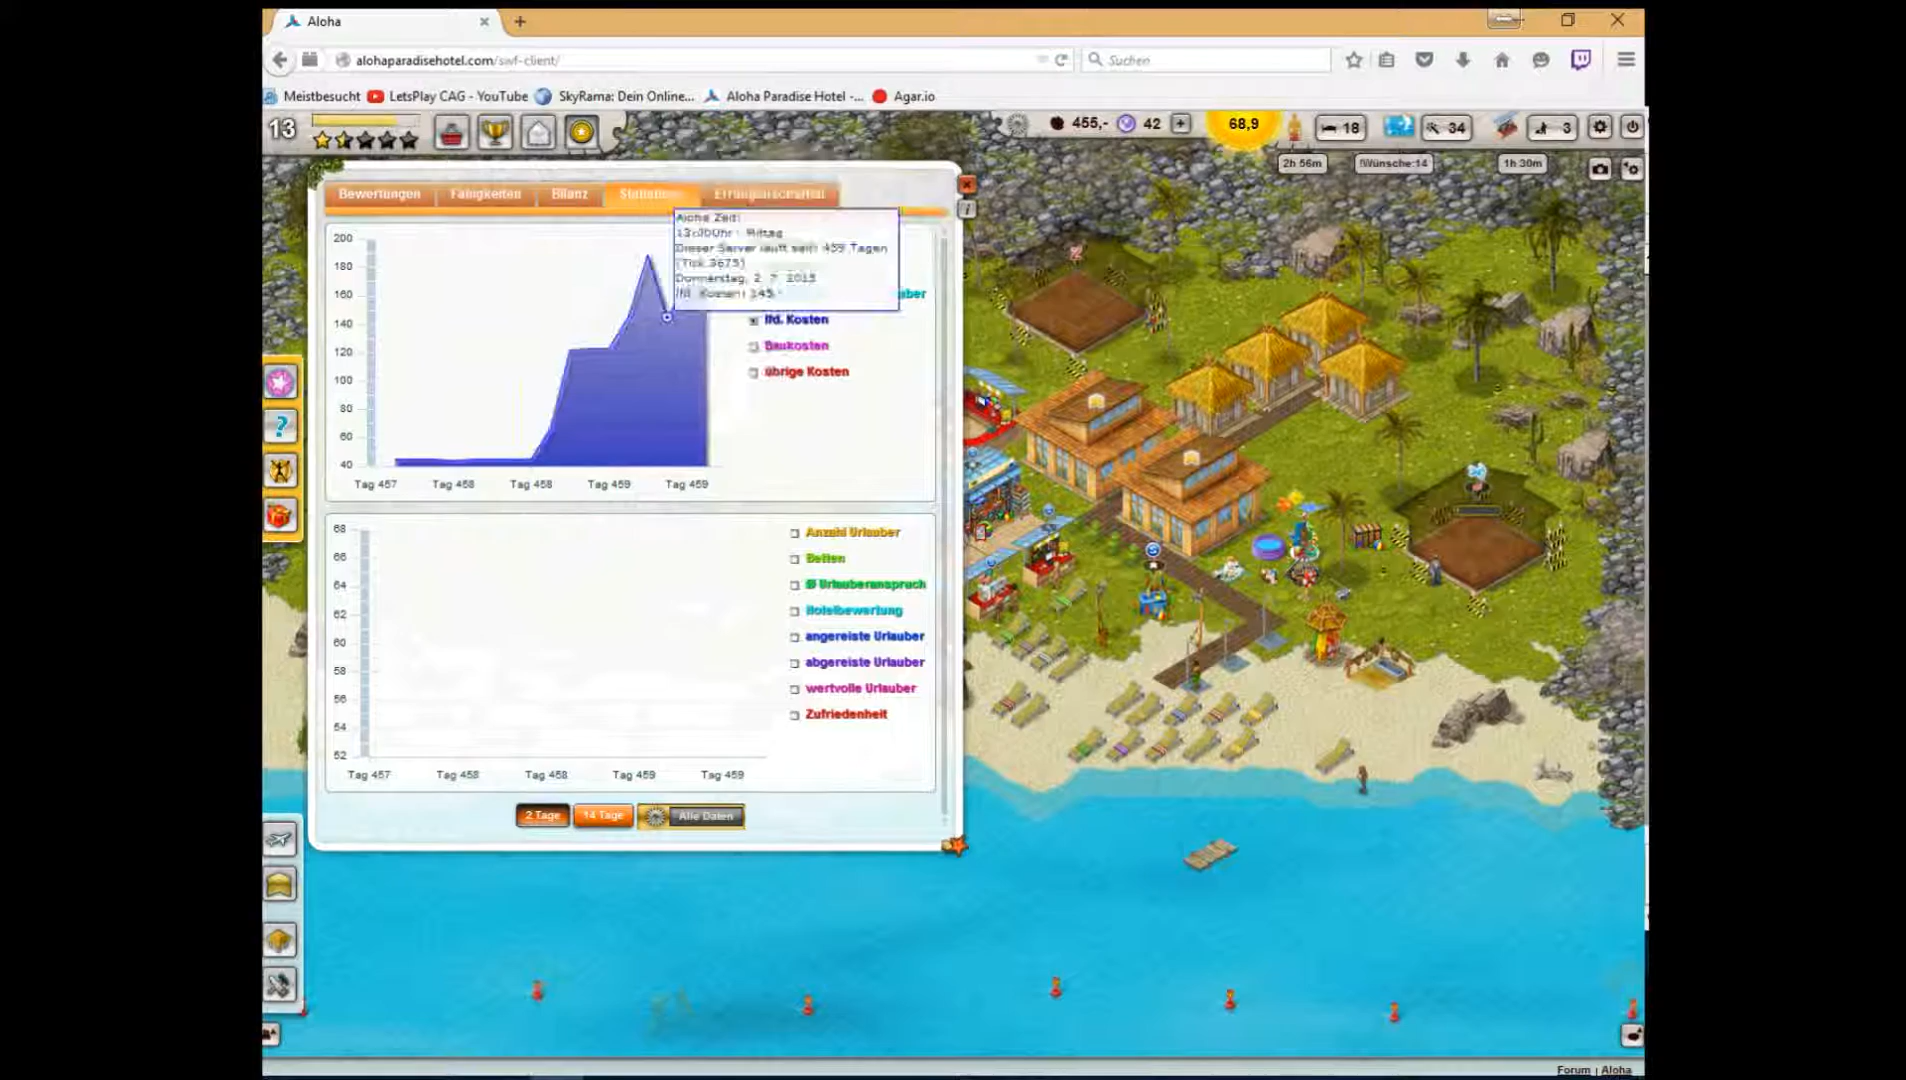 Aloha
alohaparadisehotel.com/swf-client/
Suchen
Meistbesucht LetsPlay CAG - YouTube SkyRama: Dein Online... Aloha Paradise Hotel -... Agar.io
13 455,- 42 68,9 18 34 3
2h 56m Wünsche:14 1h 30m
Bewertungen Fähigkeiten Bilanz
Aloha Zeit:
Dieser Server läuft seit: 459 Tagen
(Tick 3675)
lfd. Kosten
Baukosten
übrige Kosten
200
180
160
140
120
100
80
60
40
Tag 457 Tag 458 Tag 458 Tag 459 Tag 459
Anzahl Urlauber
Betten
Ø Urlauberanspruch
Hotelbewertung
angereiste Urlauber
abgereiste Urlauber
wertvolle Urlauber
Zufriedenheit
68
66
64
62
60
58
56
54
52
Tag 457 Tag 458 Tag 458 Tag 459 Tag 459
2 Tage 14 Tage Alle Daten
Forum | Aloha